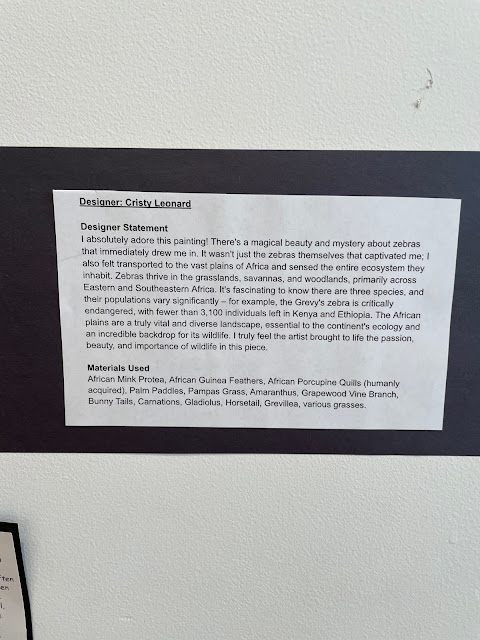 Designer: Cristy Leonard
Designer Statement
I absolutely adore this painting! There's a magical beauty and mystery about zebras
that immediately drew me in. It wasn't just the zebras themselves that captivated me; I
also felt transported to the vast plains of Africa and sensed the entire ecosystem they
inhabit. Zebras thrive in the grasslands, savannas, and woodlands, primarily across
Eastern and Southeastern Africa. It's fascinating to know there are three species, and
their populations vary significantly – for example, the Grevy's zebra is critically
endangered, with fewer than 3,100 individuals left in Kenya and Ethiopia. The African
plains are a truly vital and diverse landscape, essential to the continent's ecology and
an incredible backdrop for its wildlife. I truly feel the artist brought to life the passion,
beauty, and importance of wildlife in this piece.
Materials Used
African Mink Protea, African Guinea Feathers, African Porcupine Quills (humanly
acquired), Palm Paddles, Pampas Grass, Amaranthus, Grapewood Vine Branch,
Bunny Tails, Carnations, Gladiolus, Horsetail, Grevillea, various grasses.